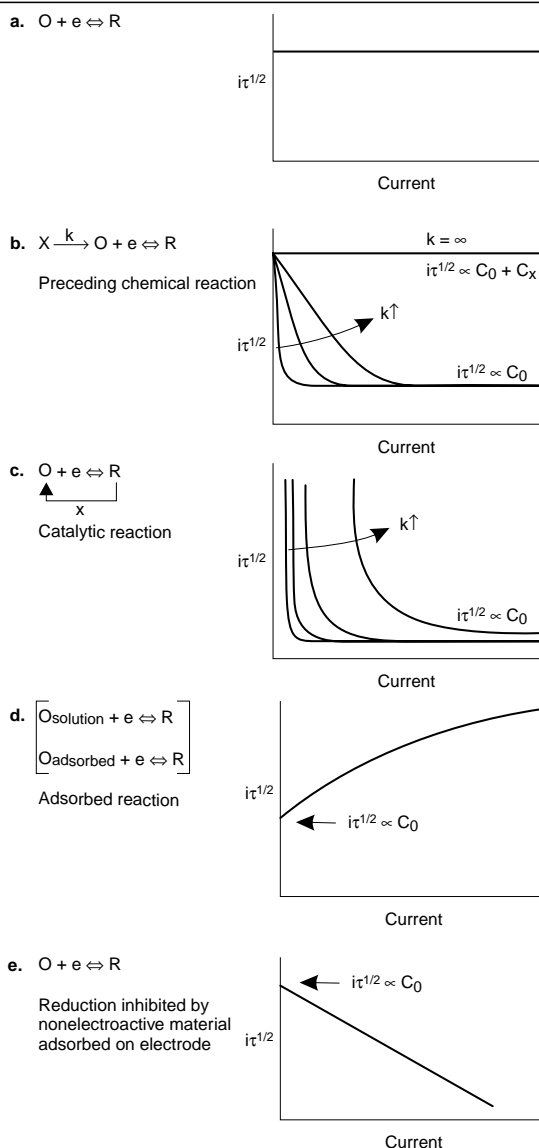 a. O + e ⇔ R
iτ1/2
Current
b. X k→ O + e ⇔ R
Preceding chemical reaction
k = ∞
iτ1/2 ∝ C0 + Cx
k↑
iτ1/2
iτ1/2 ∝ C0
Current
c. O + e ⇔ R
x
Catalytic reaction
k↑
iτ1/2
iτ1/2 ∝ C0
Current
d. Osolution + e ⇔ R
Oadsorbed + e ⇔ R
Adsorbed reaction
iτ1/2
iτ1/2 ∝ C0
Current
e. O + e ⇔ R
Reduction inhibited by
nonelectroactive material
adsorbed on electrode
iτ1/2 ∝ C0
iτ1/2
Current